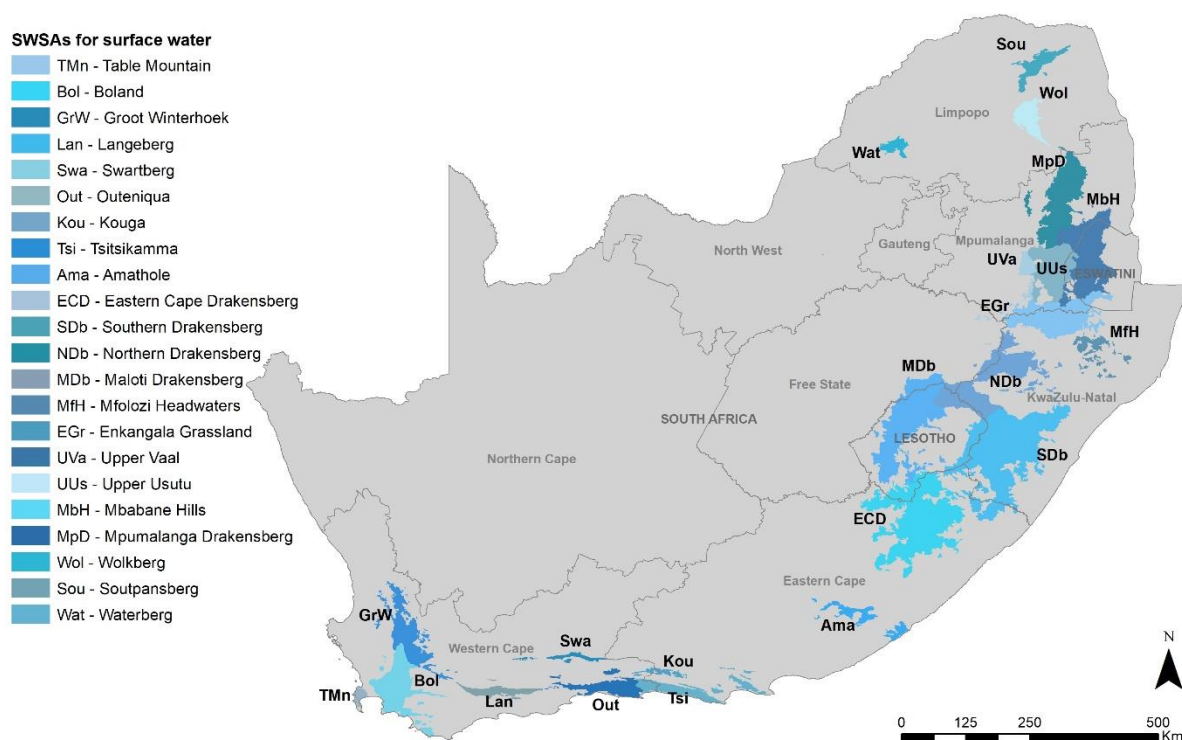 SWSAs for surface water
TMn - Table Mountain
Bol - Boland
GrW - Groot Winterhoek
Lan - Langeberg
Swa - Swartberg
Out - Outeniqua
Kou - Kouga
Tsi - Tsitsikamma
Ama - Amathole
ECD - Eastern Cape Drakensberg
SDb - Southern Drakensberg
NDb - Northern Drakensberg
MDb - Maloti Drakensberg
MfH - Mfolozi Headwaters
EGr - Enkangala Grassland
UVa - Upper Vaal
UUs - Upper Usutu
MbH - Mbabane Hills
MpD - Mpumalanga Drakensberg
Wol - Wolkberg
Sou - Soutpansberg
Wat - Waterberg
Sou
Wol
Limpopo
Wat
MpD
MbH
North West
Gauteng
Mpumalanga
UVa
UUs
ESWATINI
EGr
MfH
MDb
Free State
NDb
KwaZulu-Natal
SOUTH AFRICA
LESOTHO
Northern Cape
SDb
ECD
Eastern Cape
Ama
GrW
Western Cape
Swa
Kou
Bol
TMn
Lan
Out
Tsi
N
0 125 250 500
Km